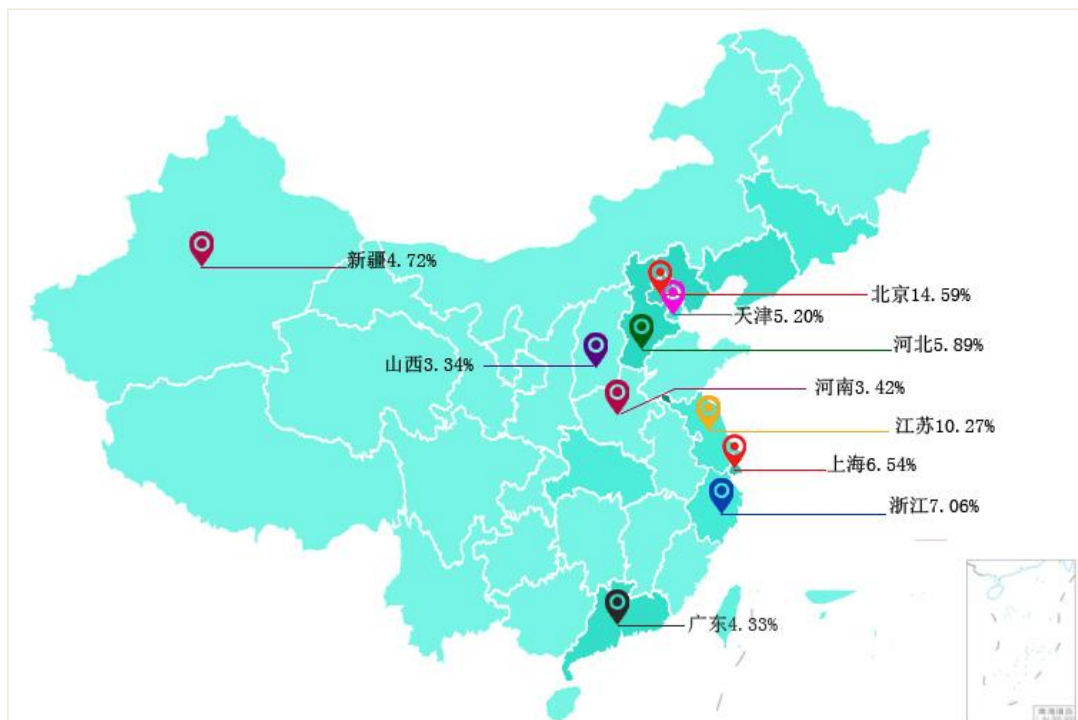 新疆4.72%
北京14.59%
天津5.20%
河北5.89%
山西3.34%
河南3.42%
江苏10.27%
上海6.54%
浙江7.06%
广东4.33%